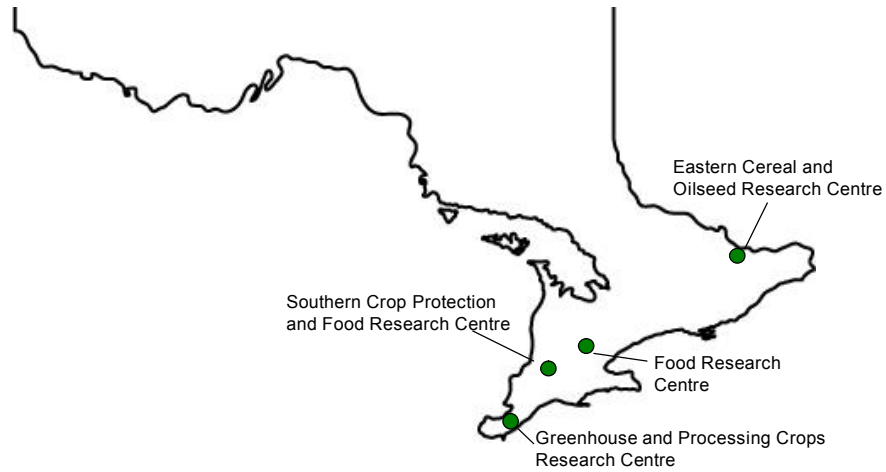 Eastern Cereal and
Oilseed Research Centre
Southern Crop Protection
and Food Research Centre
Food Research
Centre
Greenhouse and Processing Crops
Research Centre